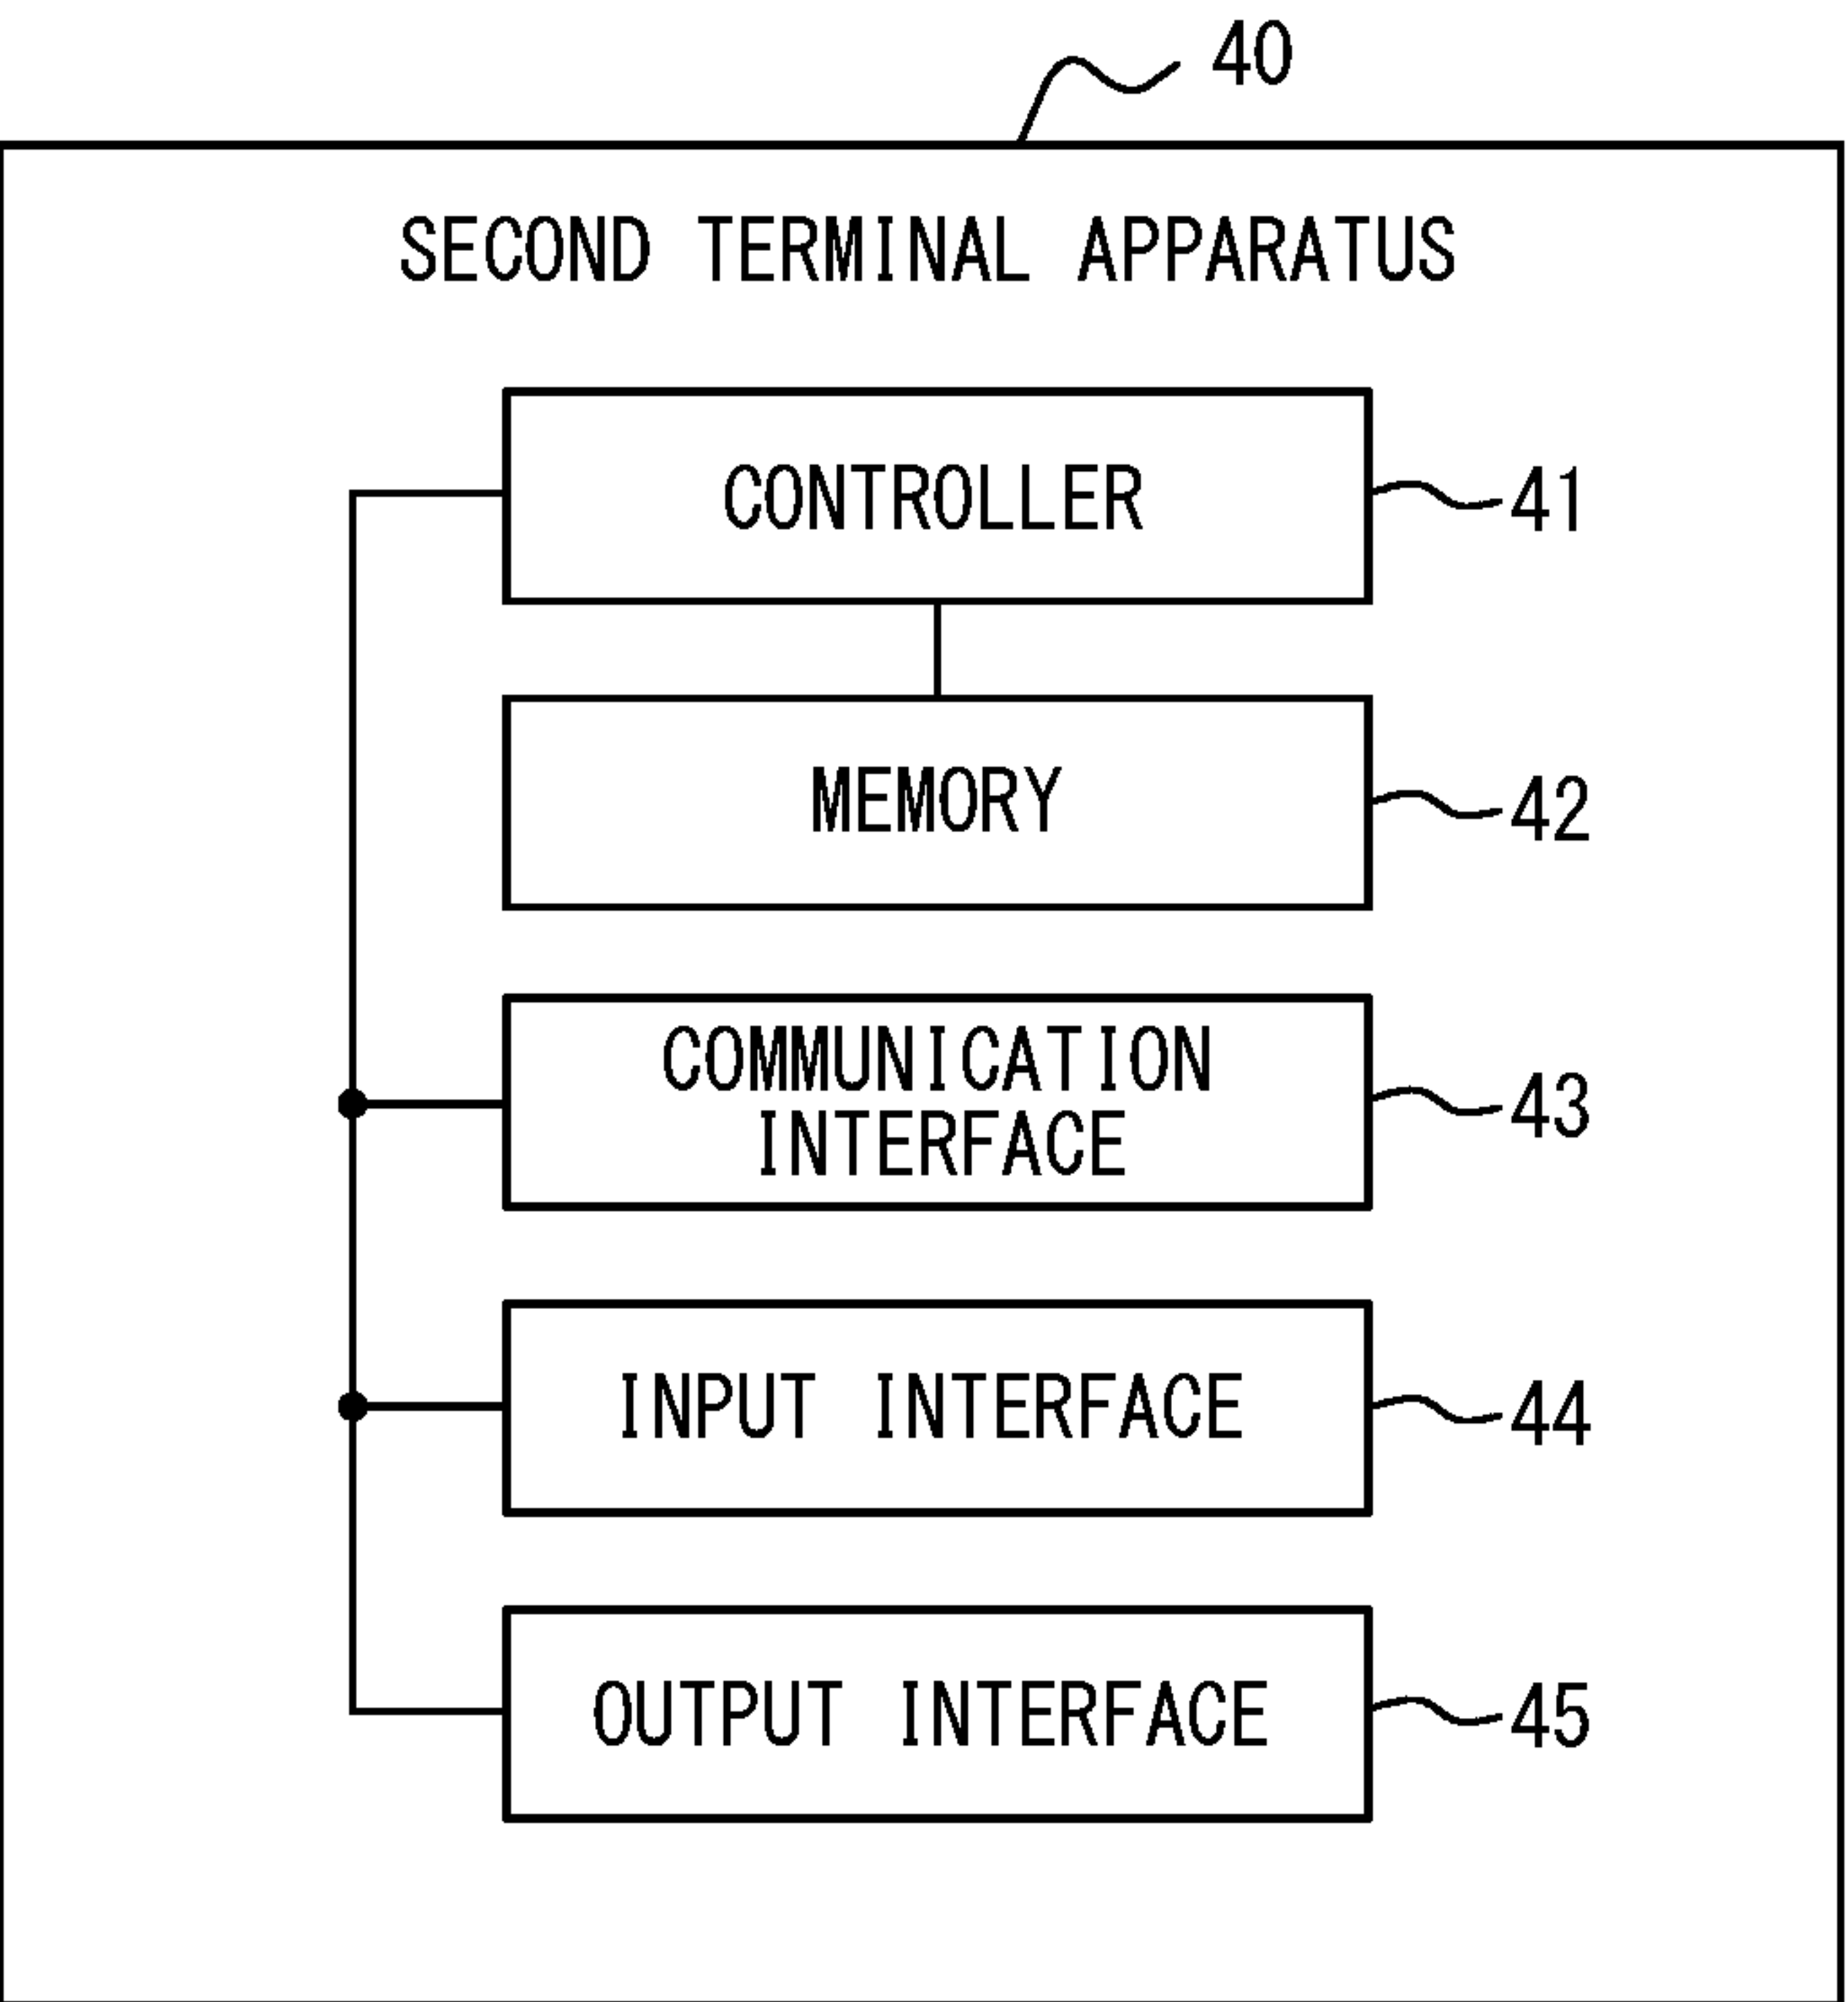 40
SECOND TERMINAL APPARATUS
CONTROLLER
41
MEMORY
42
COMMUNICATION
INTERFACE
43
INPUT INTERFACE
44
OUTPUT INTERFACE
45